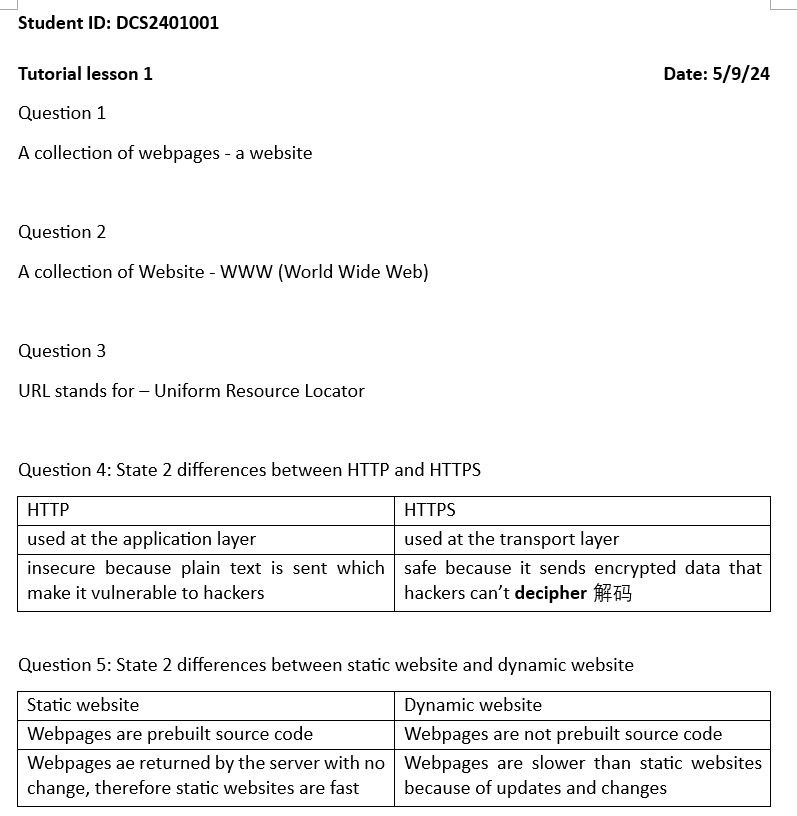 Student ID: DCS2401001
Tutorial lesson 1 Date: 5/9/24
Question 1
A collection of webpages - a website
Question 2
A collection of Website - WWW (World Wide Web)
Question 3
URL stands for – Uniform Resource Locator
Question 4: State 2 differences between HTTP and HTTPS
HTTP HTTPS
used at the application layer used at the transport layer
insecure because plain text is sent which
make it vulnerable to hackers
safe because it sends encrypted data that
hackers can’t decipher 解码
Question 5: State 2 differences between static website and dynamic website
Static website Dynamic website
Webpages are prebuilt source code Webpages are not prebuilt source code
Webpages ae returned by the server with no
change, therefore static websites are fast
Webpages are slower than static websites
because of updates and changes